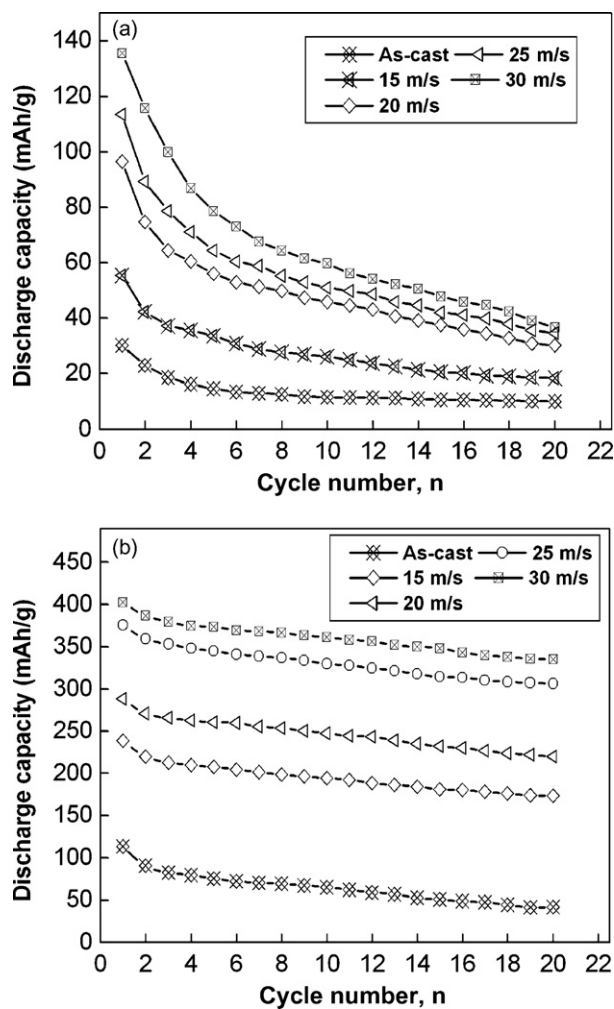 (a)
As-cast 25 m/s
15 m/s 30 m/s
20 m/s
140
120
100
80
60
40
20
0
Discharge capacity (mAh/g)
0 2 4 6 8 10 12 14 16 18 20 22
Cycle number, n
(b)
As-cast 25 m/s
15 m/s 30 m/s
20 m/s
450
400
350
300
250
200
150
100
50
0
Discharge capacity (mAh/g)
0 2 4 6 8 10 12 14 16 18 20 22
Cycle number, n